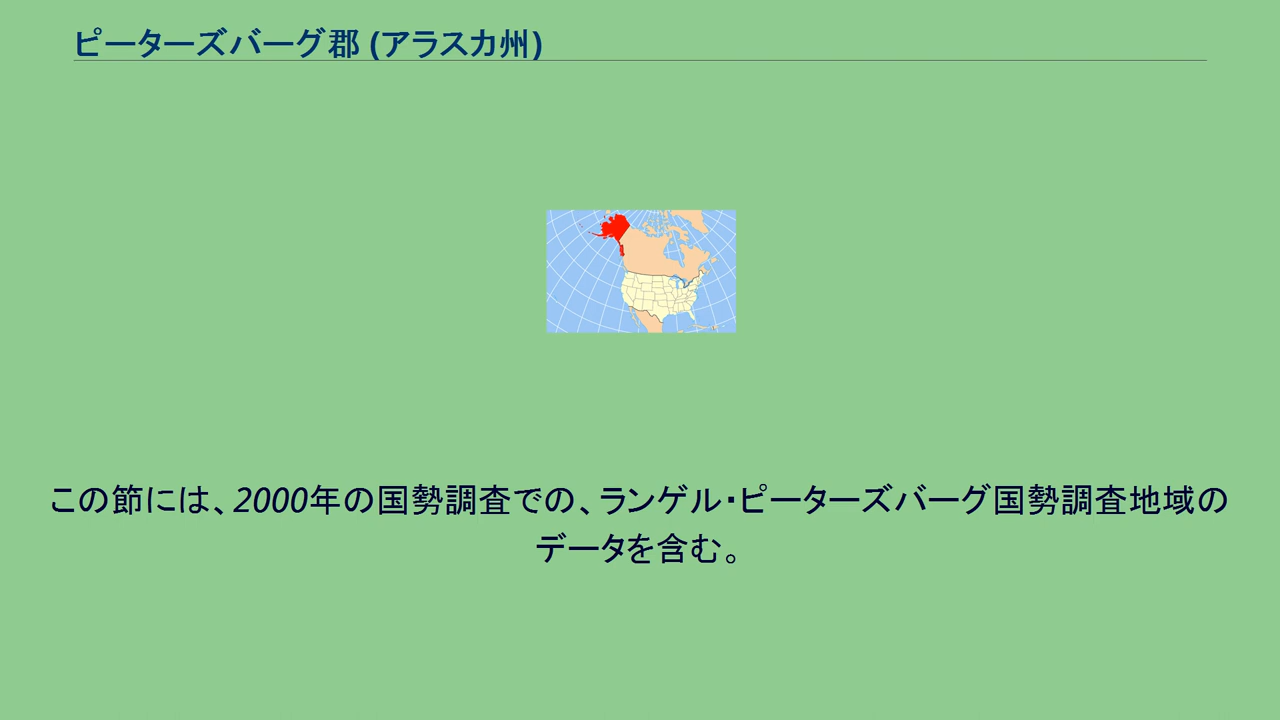 ピーターズバーグ郡 (アラスカ州)
この節には、2000年の国勢調査での、ランゲル・ピーターズバーグ国勢調査地域の
データを含む。